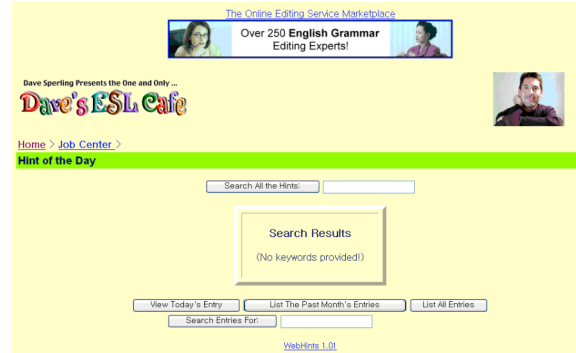 The Online Editing Service Marketplace
Over 250 English Grammar
Editing Experts!
Dave Sperling Presents the One and Only ...
Dave's ESL Cafe
Home > Job Center >
Hint of the Day
Search All the Hints:
Search Results
(No keywords provided!)
View Today's Entry List The Past Month's Entries List All Entries
Search Entries For:
WebHints 1.01